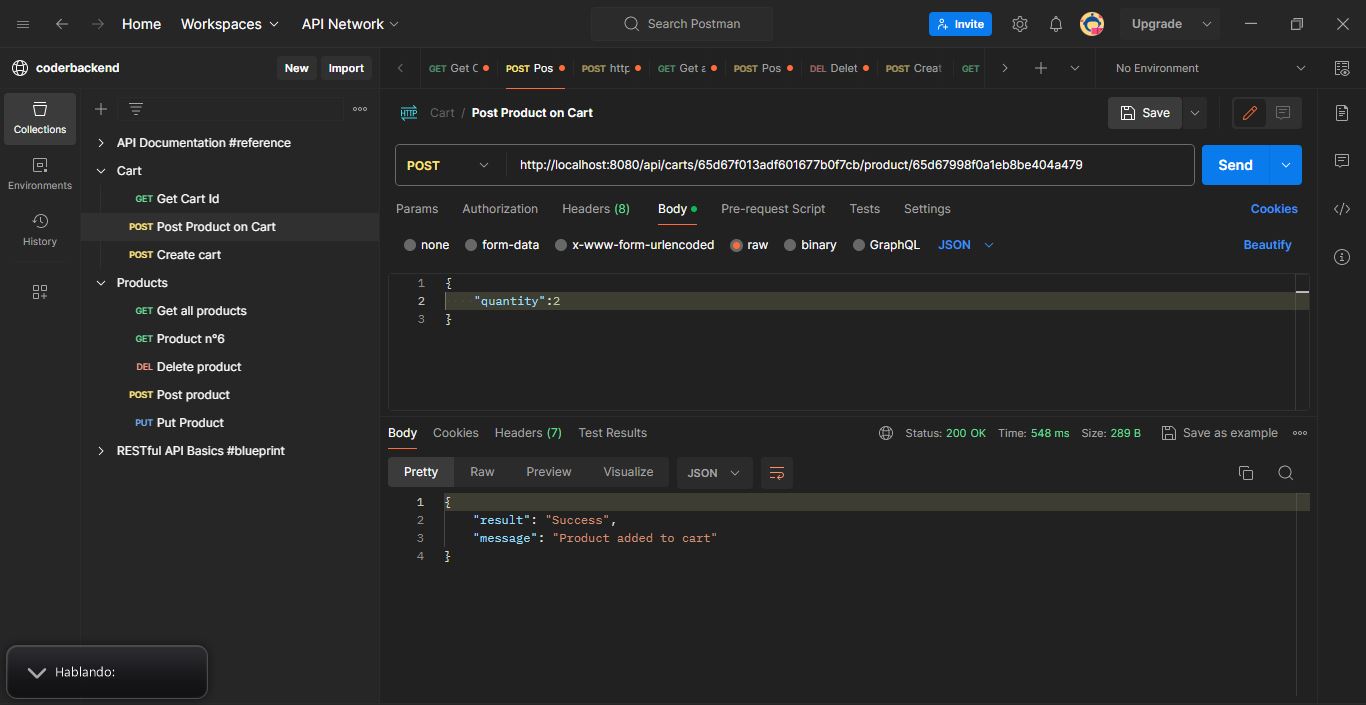 Home Workspaces API Network Search Postman Invite Upgrade
coderbackend New Import GET Get C POST Pos POST http GET Get a POST Pos DEL Delet POST Creat GET No Environment
Collections
Environments
History
API Documentation #reference
Cart
GET Get Cart Id
POST Post Product on Cart
POST Create cart
Products
GET Get all products
GET Product n°6
DEL Delete product
POST Post product
PUT Put Product
RESTful API Basics #blueprint
Hablando:
HTTP Cart / Post Product on Cart Save
POST http://localhost:8080/api/carts/65d67f013adf601677b0f7cb/product/65d67998f0a1eb8be404a479 Send
Params Authorization Headers (8) Body Pre-request Script Tests Settings Cookies
none form-data x-www-form-urlencoded raw binary GraphQL JSON Beautify
1 {
2 "quantity":2
3 }
Body Cookies Headers (7) Test Results Status: 200 OK Time: 548 ms Size: 289 B Save as example
Pretty Raw Preview Visualize JSON
1 {
2 "result": "Success",
3 "message": "Product added to cart"
4 }